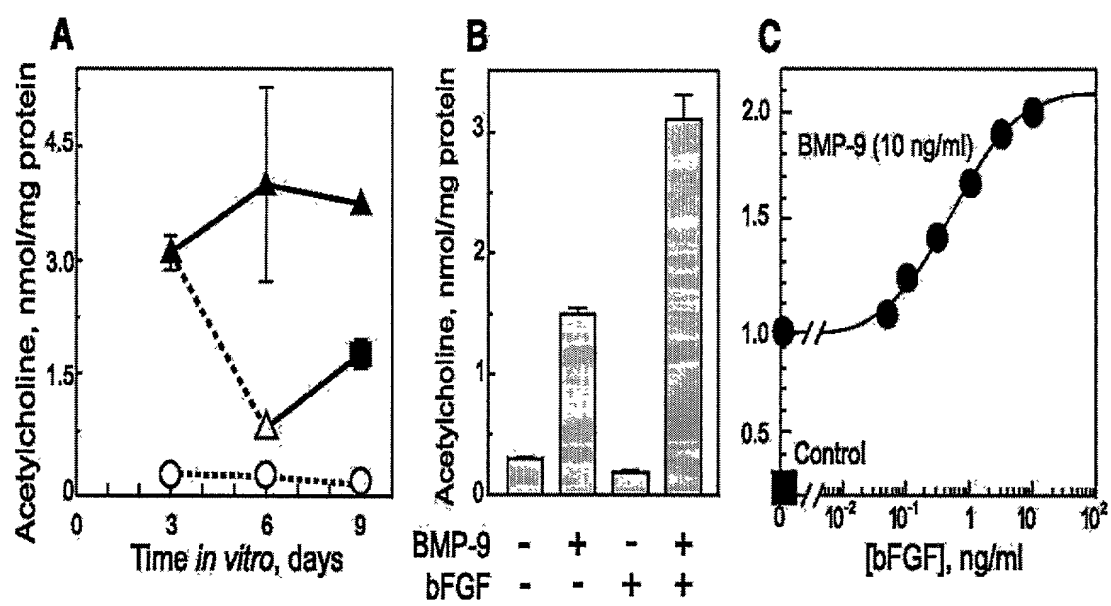 A
B
C
Acetylcholine, nmol/mg protein
4.5
3.0
1.5
0
0
3
6
9
Time in vitro, days
Acetylcholine, nmol/mg protein
3
2
1
0
BMP-9 - + - +
bFGF - - + +
2.0
BMP-9 (10 ng/ml)
1.5
1.0
0.5
Control
0 10-2 10-1 1 10 102
[bFGF], ng/ml